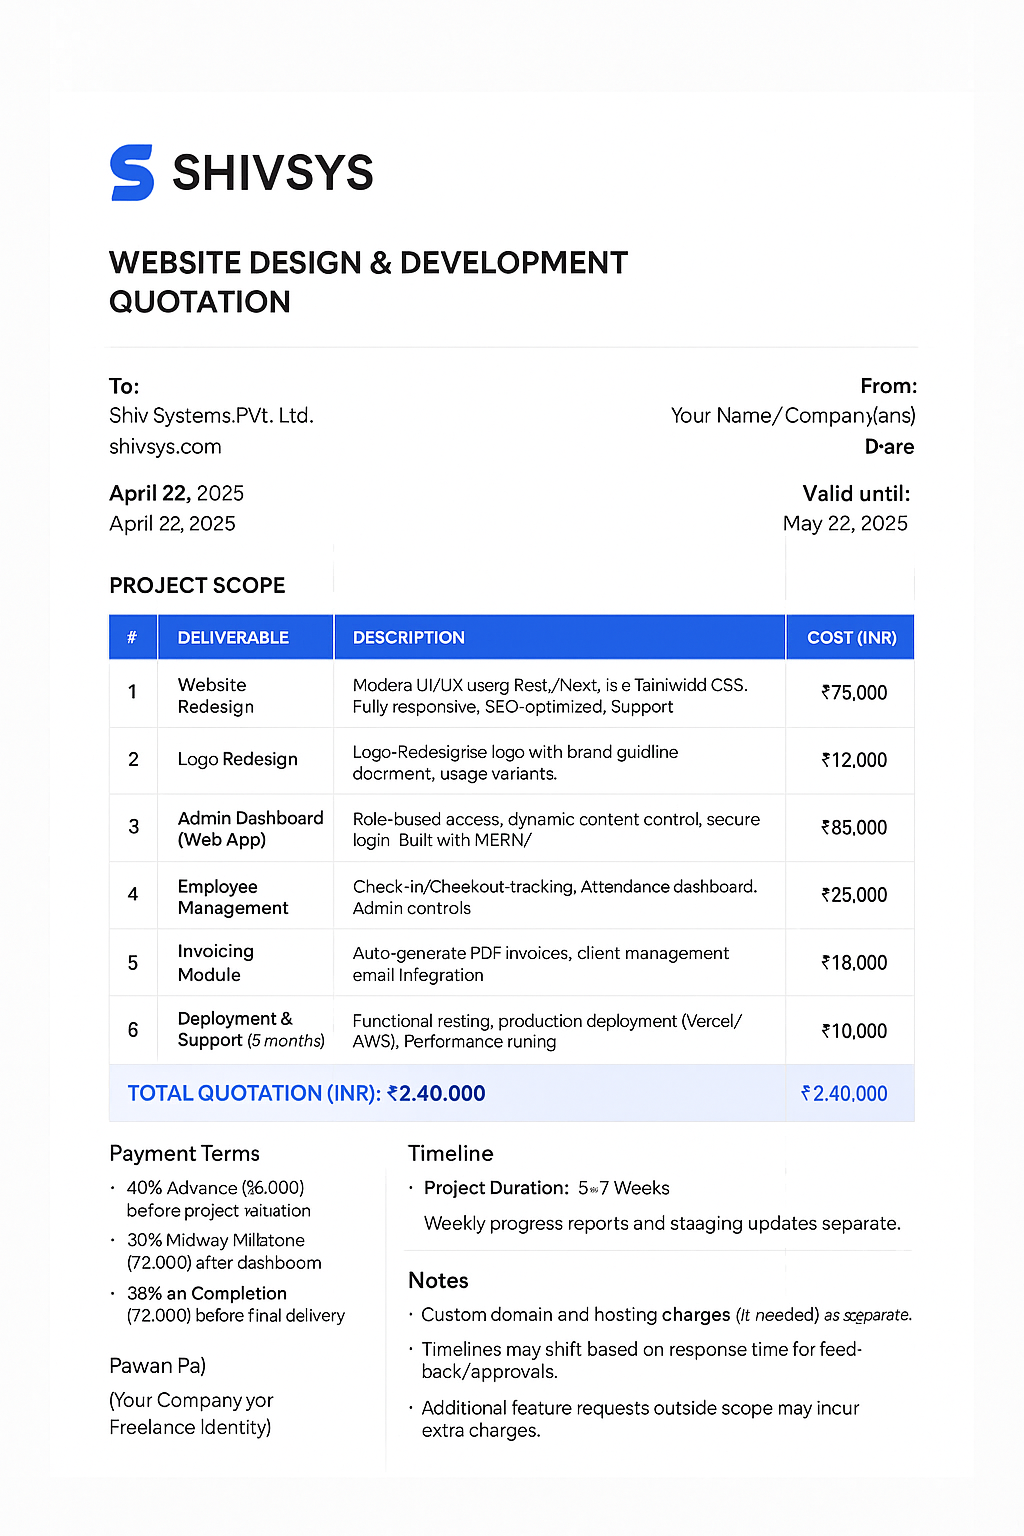 SHIVSYS
WEBSITE DESIGN & DEVELOPMENT
QUOTATION
To:
Shiv Systems.PVt. Ltd.
shivsys.com
From:
Your Name/Company(ans)
D·are
April 22, 2025
April 22, 2025
Valid until:
May 22, 2025
PROJECT SCOPE
# DELIVERABLE DESCRIPTION COST (INR)
1 Website Redesign
Modera UI/UX userg Rest,/Next, is e Tainiwidd CSS.
Fully responsive, SEO-optimized, Support
₹75,000
2 Logo Redesign
Logo-Redesigrise logo with brand guidline
docrment, usage variants.
₹12,000
3 Admin Dashboard
(Web App)
Role-bused access, dynamic content control, secure
login Built with MERN/
₹85,000
4 Employee
Management
Check-in/Cheekout-tracking, Attendance dashboard.
Admin controls
₹25,000
5 Invoicing
Module
Auto-generate PDF invoices, client management
email Infegration
₹18,000
6 Deployment &
Support (5 months)
Functional resting, production deployment (Vercel/
AWS), Performance runing
₹10,000
TOTAL QUOTATION (INR): ₹2.40.000 ₹2.40,000
Payment Terms
· 40% Advance
before project
· 30% Midway Millatone
(72.000) after dashboom
· 38% an Completion
(72.000) before final delivery
Pawan Pa)
(Your Company yor
Freelance Identity)
Timeline
· Project Duration: 5 7 Weeks
Weekly progress reports and staaging updates separate.
Notes
· Custom domain and hosting charges (It needed) as
· Timelines may shift based on response time for feed-
back/approvals.
· Additional feature requests outside scope may incur
extra charges.